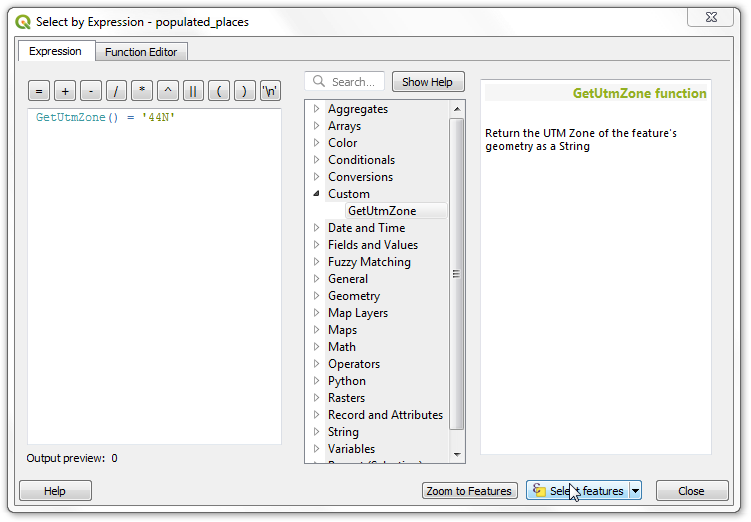 Select by Expression - populated_places
Expression
Function Editor
= + - / * ^ || ( ) '\n'
GetUtmZone() = '44N'
Output preview: 0
Search...
Show Help
Aggregates
Arrays
Color
Conditionals
Conversions
Custom
GetUtmZone
Date and Time
Fields and Values
Fuzzy Matching
General
Geometry
Map Layers
Maps
Math
Operators
Python
Rasters
Record and Attributes
String
Variables
GetUtmZone function
Return the UTM Zone of the feature's
geometry as a String
Help
Zoom to Features
Select features
Close